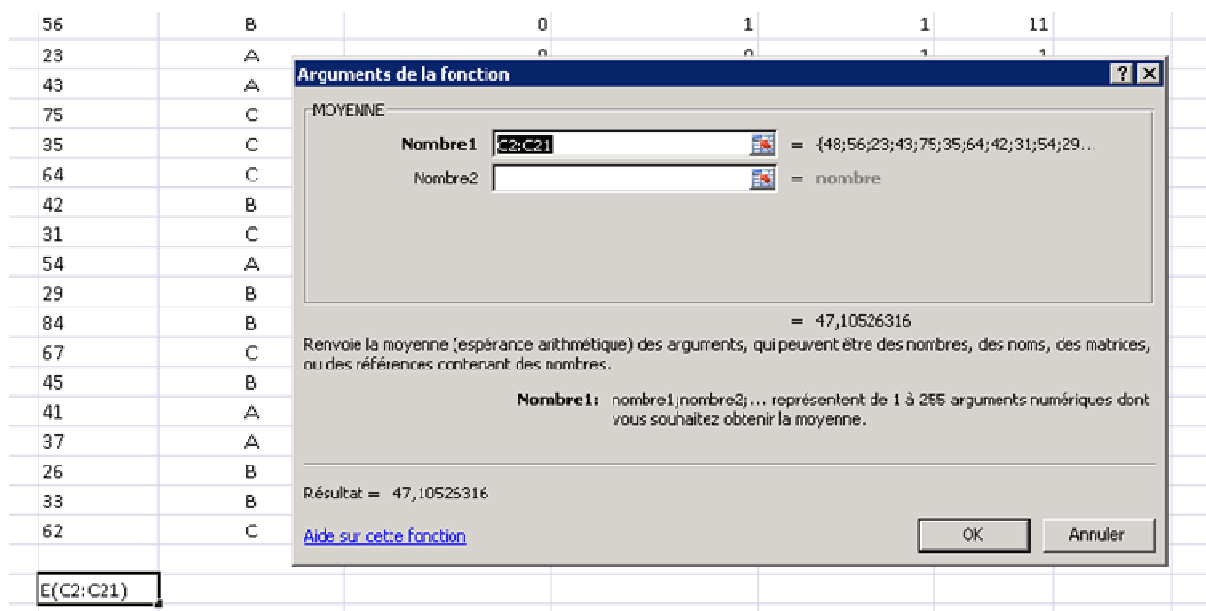 56 B 0 1 1 11
23 A 0 0 1 1
Arguments de la fonction
43 A
MOYENNE
75 C
Nombre1 C2:C21 = {48;56;23;43;75;35;64;42;31;54;29...
35 C
Nombre2 = nombre
64 C
42 B
31 C
54 A
29 B
84 B
= 47,10526316
67 C
Renvoie la moyenne (espérance arithmétique) des arguments, qui peuvent être des nombres, des noms, des matrices,
ou des références contenant des nombres.
45 B
Nombre1: nombre1;nombre2;... représentent de 1 à 255 arguments numériques dont
41 A
vous souhaitez obtenir la moyenne.
37 A
26 B
33 B
Résultat = 47,10526316
62 C
Aide sur cette fonction
OK Annuler
E(C2:C21)